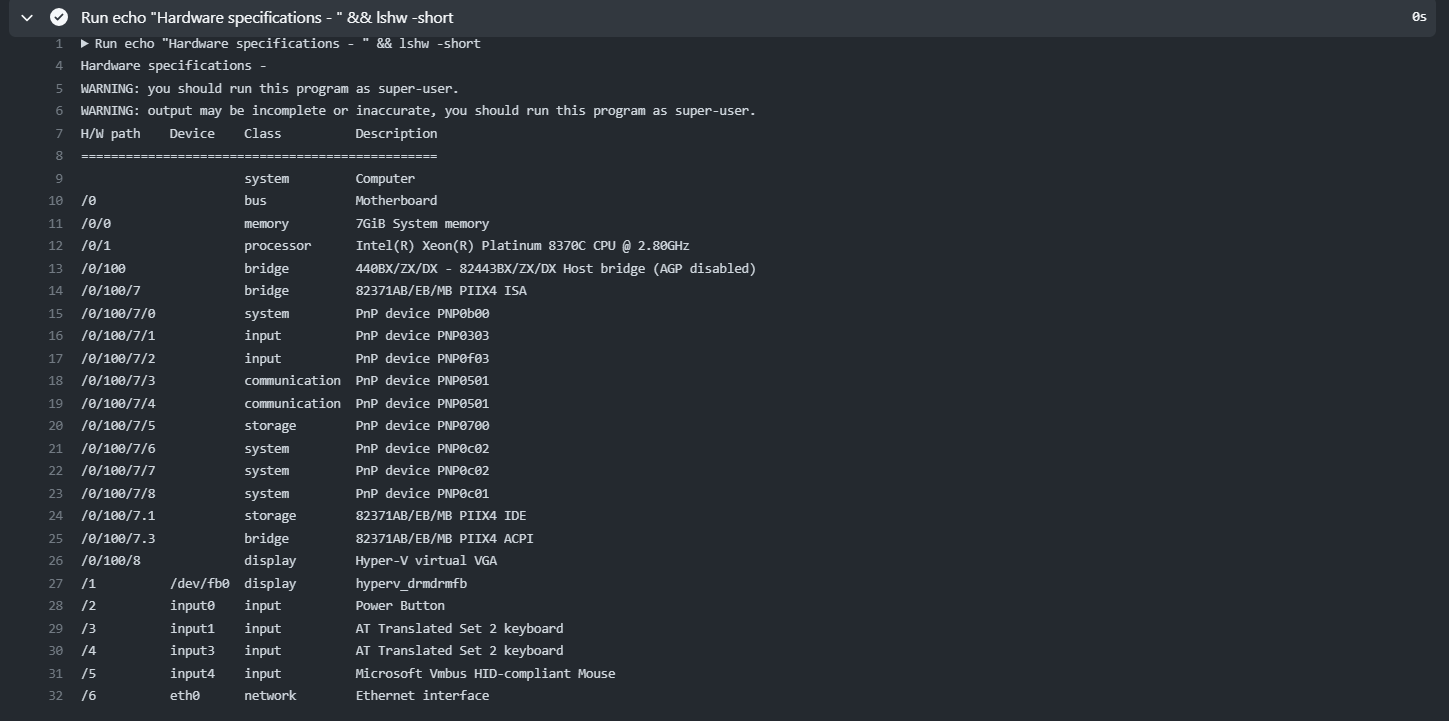 Run echo "Hardware specifications - " && lshw -short 0s
1 Run echo "Hardware specifications - " && lshw -short
4 Hardware specifications -
5 WARNING: you should run this program as super-user.
6 WARNING: output may be incomplete or inaccurate, you should run this program as super-user.
7 H/W path Device Class Description
8 ================================================
9 system Computer
10 /0 bus Motherboard
11 /0/0 memory 7GiB System memory
12 /0/1 processor Intel(R) Xeon(R) Platinum 8370C CPU @ 2.80GHz
13 /0/100 bridge 440BX/ZX/DX - 82443BX/ZX/DX Host bridge (AGP disabled)
14 /0/100/7 bridge 82371AB/EB/MB PIIX4 ISA
15 /0/100/7/0 system PnP device PNP0b00
16 /0/100/7/1 input PnP device PNP0303
17 /0/100/7/2 input PnP device PNP0f03
18 /0/100/7/3 communication PnP device PNP0501
19 /0/100/7/4 communication PnP device PNP0501
20 /0/100/7/5 storage PnP device PNP0700
21 /0/100/7/6 system PnP device PNP0c02
22 /0/100/7/7 system PnP device PNP0c02
23 /0/100/7/8 system PnP device PNP0c01
24 /0/100/7.1 storage 82371AB/EB/MB PIIX4 IDE
25 /0/100/7.3 bridge 82371AB/EB/MB PIIX4 ACPI
26 /0/100/8 display Hyper-V virtual VGA
27 /1 /dev/fb0 display hyperv_drmdrmfb
28 /2 input0 input Power Button
29 /3 input1 input AT Translated Set 2 keyboard
30 /4 input3 input AT Translated Set 2 keyboard
31 /5 input4 input Microsoft Vmbus HID-compliant Mouse
32 /6 eth0 network Ethernet interface